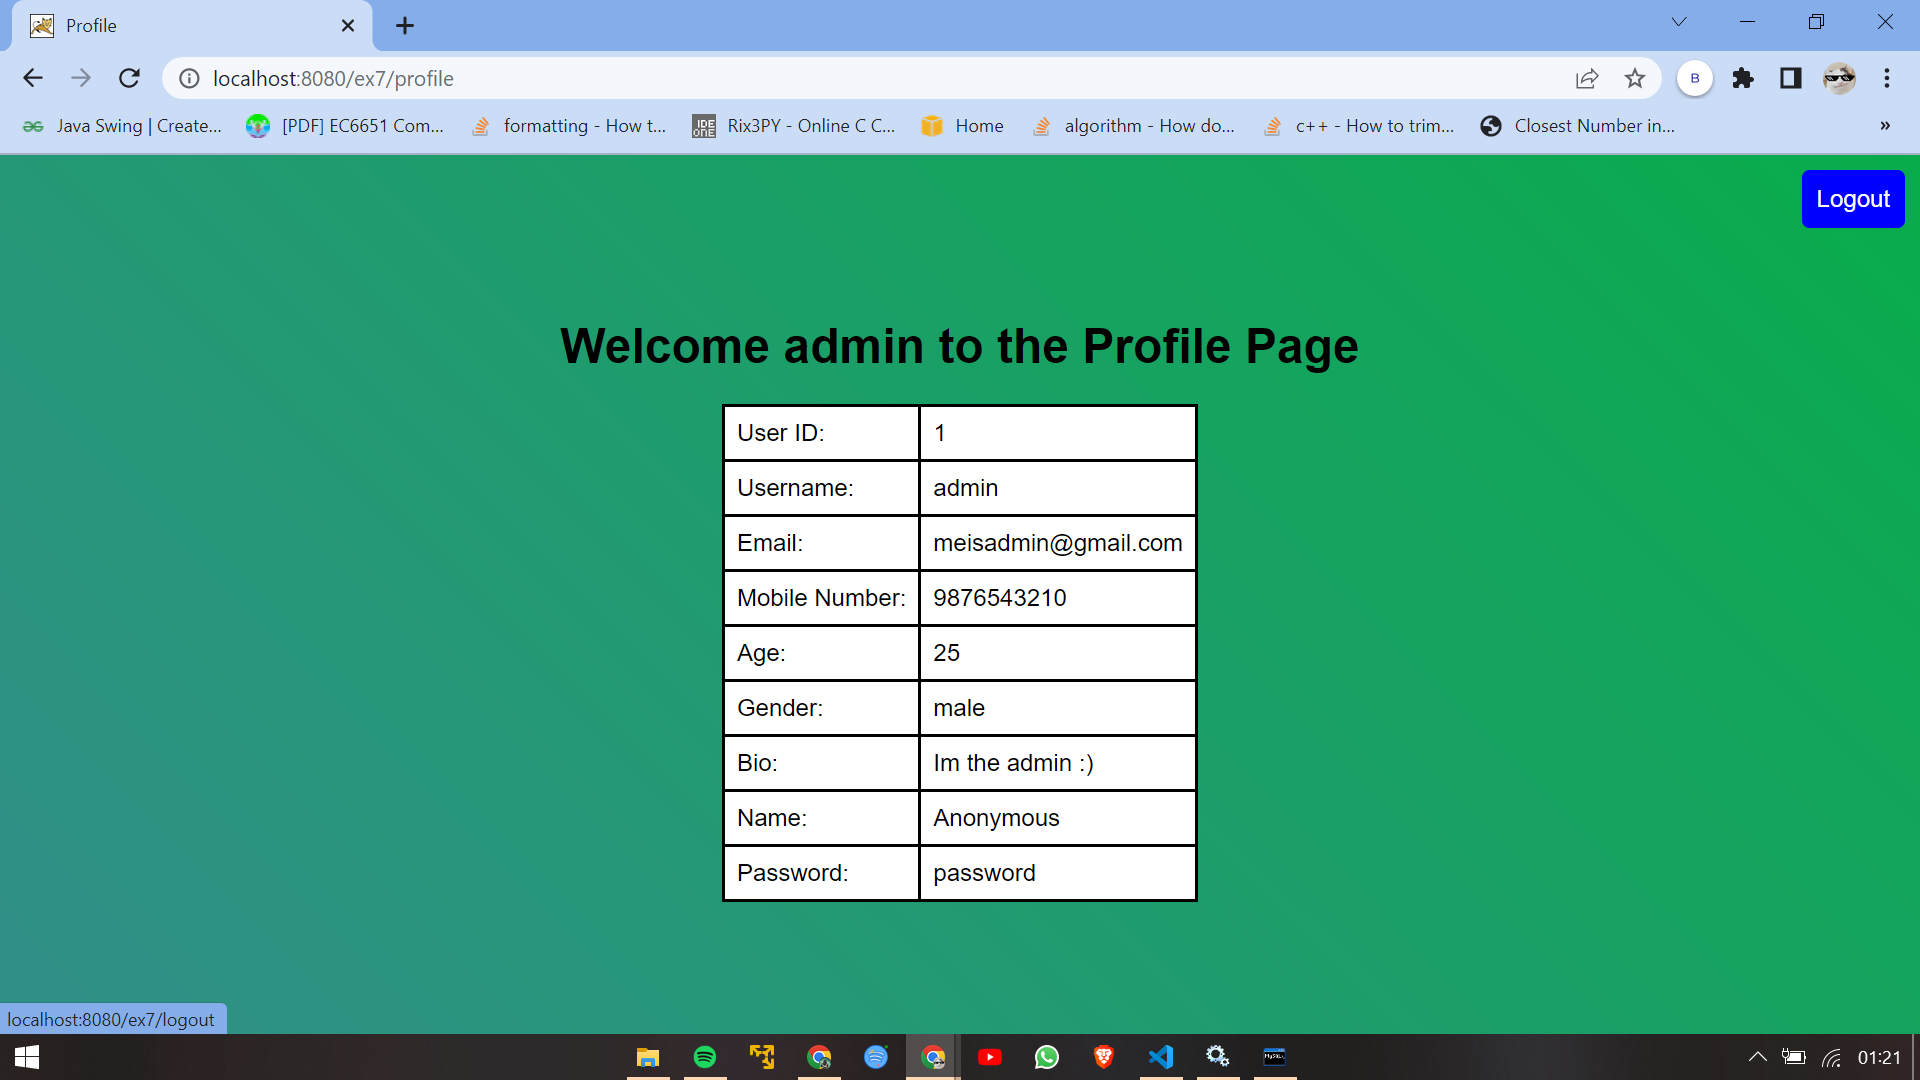 Profile
localhost:8080/ex7/profile
B
Java Swing | Create...
[PDF] EC6651 Com...
formatting - How t...
IDE ONE
Rix3PY - Online C C...
Home
algorithm - How do...
c++ - How to trim...
Closest Number in...
»
Logout
Welcome admin to the Profile Page
User ID: 1
Username: admin
Email: meisadmin@gmail.com
Mobile Number: 9876543210
Age: 25
Gender: male
Bio: Im the admin :)
Name: Anonymous
Password: password
localhost:8080/ex7/logout
MySQL
01:21